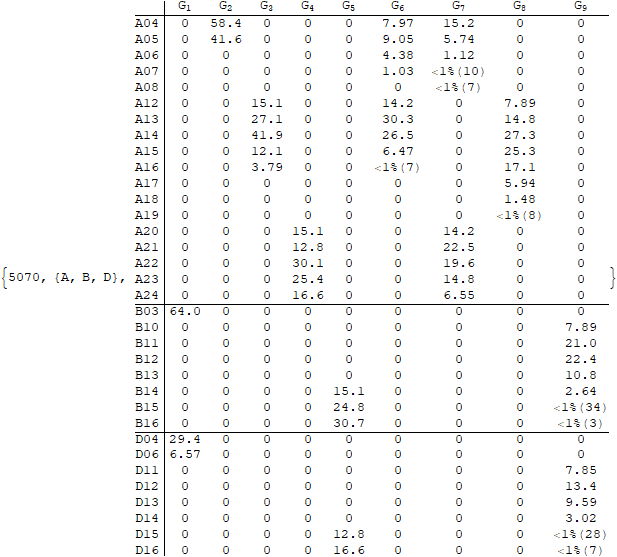 G1 G2 G3 G4 G5 G6 G7 G8 G9
A04 0 58.4 0 0 0 7.97 15.2 0 0
A05 0 41.6 0 0 0 9.05 5.74 0 0
A06 0 0 0 0 0 4.38 1.12 0 0
A07 0 0 0 0 0 1.03 <1%(10) 0 0
A08 0 0 0 0 0 0 <1%(7) 0 0
A12 0 0 15.1 0 0 14.2 0 7.89 0
A13 0 0 27.1 0 0 30.3 0 14.8 0
A14 0 0 41.9 0 0 26.5 0 27.3 0
A15 0 0 12.1 0 0 6.47 0 25.3 0
A16 0 0 3.79 0 0 <1%(7) 0 17.1 0
A17 0 0 0 0 0 0 0 5.94 0
A18 0 0 0 0 0 0 0 1.48 0
A19 0 0 0 0 0 0 0 <1%(8) 0
A20 0 0 0 15.1 0 0 14.2 0 0
A21 0 0 0 12.8 0 0 22.5 0 0
A22 0 0 0 30.1 0 0 19.6 0 0
{5070, {A, B, D}, A23 0 0 0 25.4 0 0 14.8 0 0 }
A24 0 0 0 16.6 0 0 6.55 0 0
B03 64.0 0 0 0 0 0 0 0 0
B10 0 0 0 0 0 0 0 0 7.89
B11 0 0 0 0 0 0 0 0 21.0
B12 0 0 0 0 0 0 0 0 22.4
B13 0 0 0 0 0 0 0 0 10.8
B14 0 0 0 0 15.1 0 0 0 2.64
B15 0 0 0 0 24.8 0 0 0 <1%(34)
B16 0 0 0 0 30.7 0 0 0 <1%(3)
D04 29.4 0 0 0 0 0 0 0 0
D06 6.57 0 0 0 0 0 0 0 0
D11 0 0 0 0 0 0 0 0 7.85
D12 0 0 0 0 0 0 0 0 13.4
D13 0 0 0 0 0 0 0 0 9.59
D14 0 0 0 0 0 0 0 0 3.02
D15 0 0 0 0 12.8 0 0 0 <1%(28)
D16 0 0 0 0 16.6 0 0 0 <1%(7)